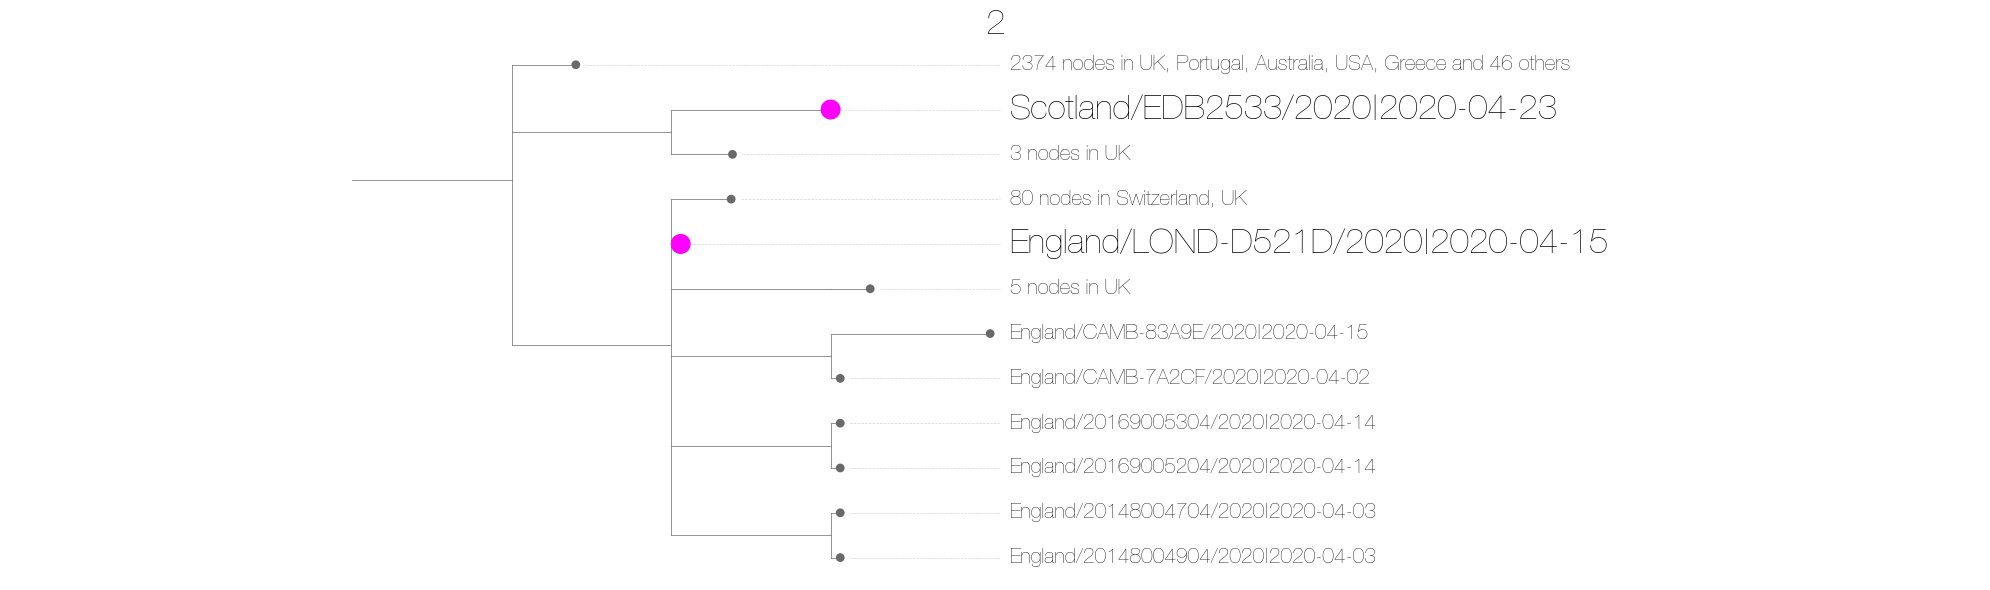 2
2374 nodes in UK, Portugal, Australia, USA, Greece and 46 others
Scotland/EDB2533/2020|2020-04-23
3 nodes in UK
80 nodes in Switzerland, UK
England/LOND-D521D/2020|2020-04-15
5 nodes in UK
England/CAMB-83A9E/2020|2020-04-15
England/CAMB-7A2CF/2020|2020-04-02
England/20169005304/2020|2020-04-14
England/20169005204/2020|2020-04-14
England/20148004704/2020|2020-04-03
England/20148004904/2020|2020-04-03